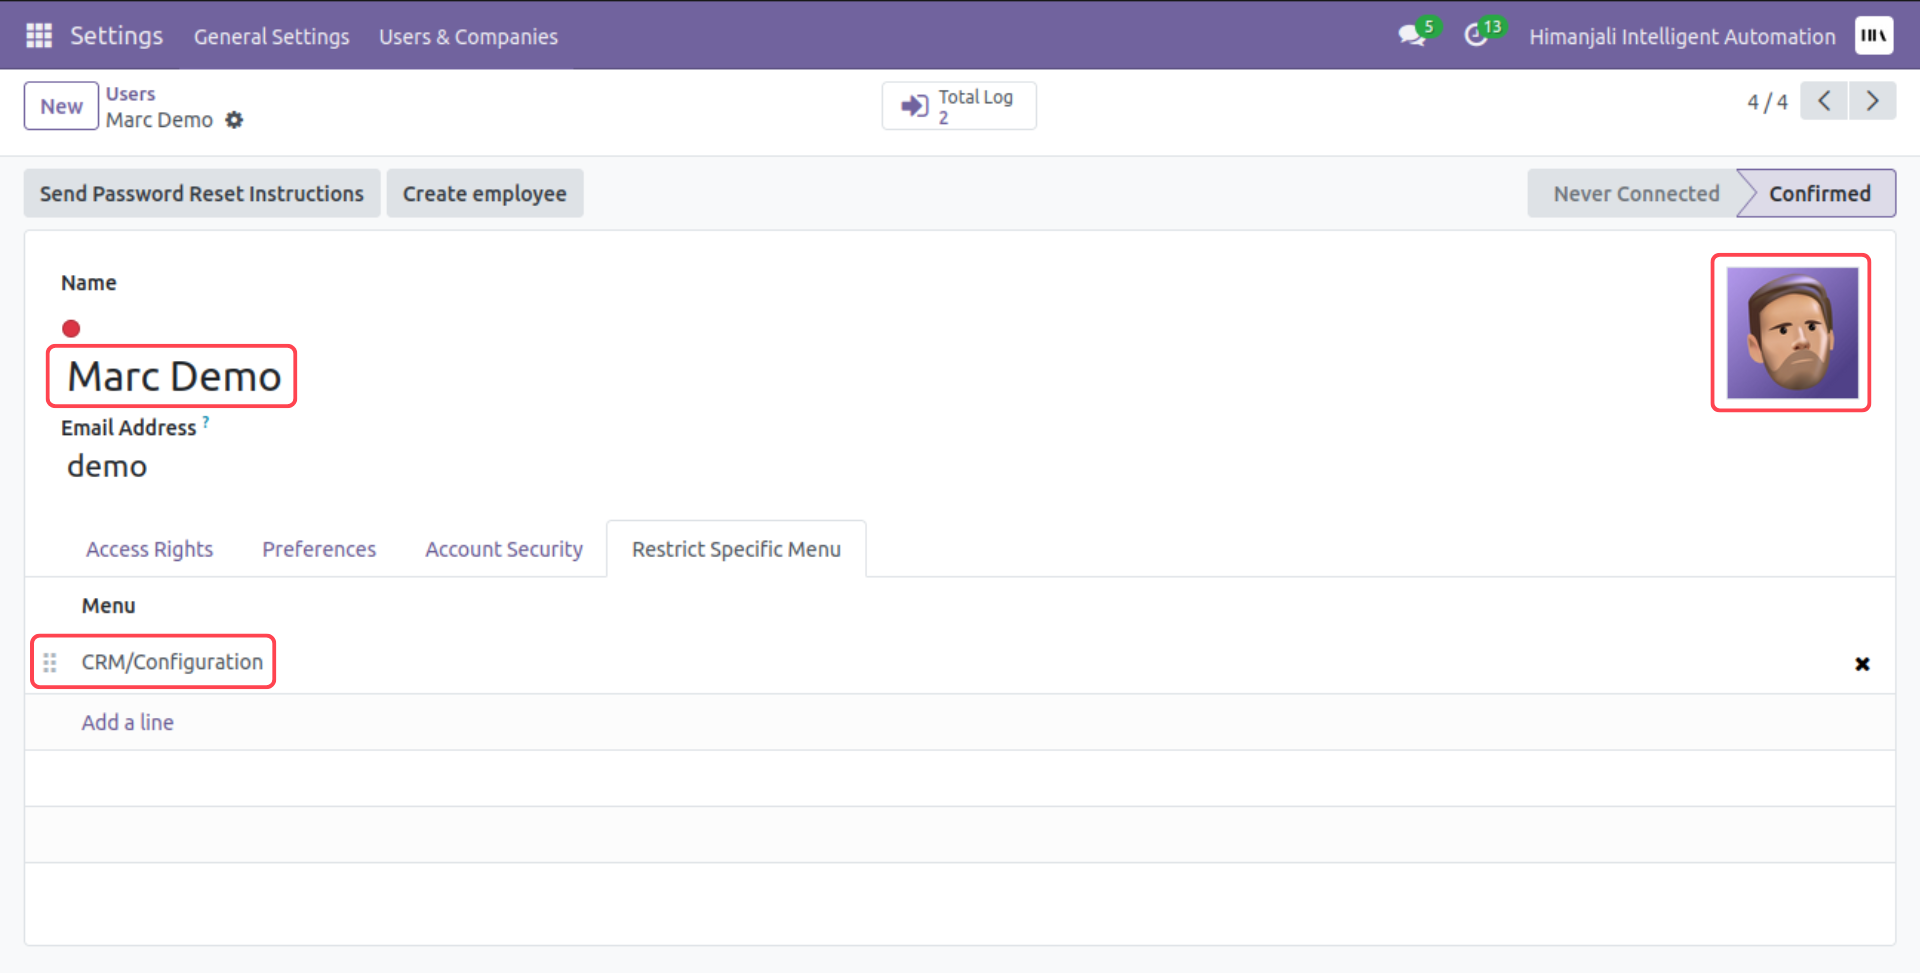 Settings General Settings Users & Companies 5 13 Himanjali Intelligent Automation
New Users Total Log 4 / 4
Marc Demo 2
Send Password Reset Instructions Create employee Never Connected Confirmed
Name
Marc Demo
Email Address ?
demo
Access Rights Preferences Account Security Restrict Specific Menu
Menu
CRM/Configuration
Add a line